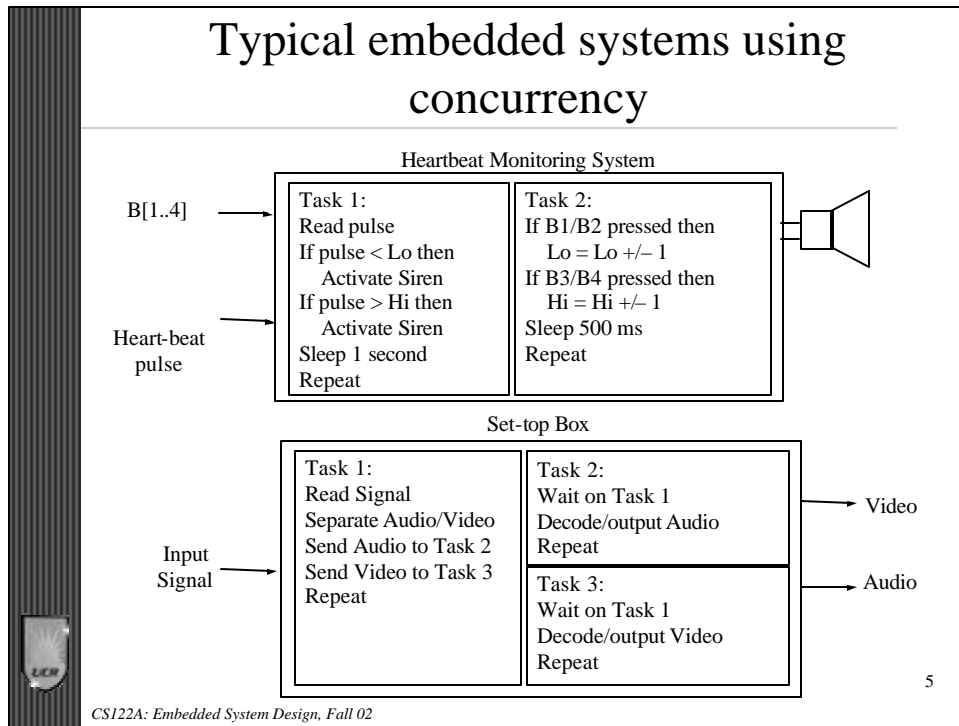 Typical embedded systems using
concurrency
Heartbeat Monitoring System
B[1..4]
Heart-beat
pulse
Task 1:
Read pulse
If pulse < Lo then
Activate Siren
If pulse > Hi then
Activate Siren
Sleep 1 second
Repeat
Task 2:
If B1/B2 pressed then
Lo = Lo +/– 1
If B3/B4 pressed then
Hi = Hi +/– 1
Sleep 500 ms
Repeat
Set-top Box
Input
Signal
Task 1:
Read Signal
Separate Audio/Video
Send Audio to Task 2
Send Video to Task 3
Repeat
Task 2:
Wait on Task 1
Decode/output Audio
Repeat
Task 3:
Wait on Task 1
Decode/output Video
Repeat
Video
Audio
UCR
5
CS122A: Embedded System Design, Fall 02